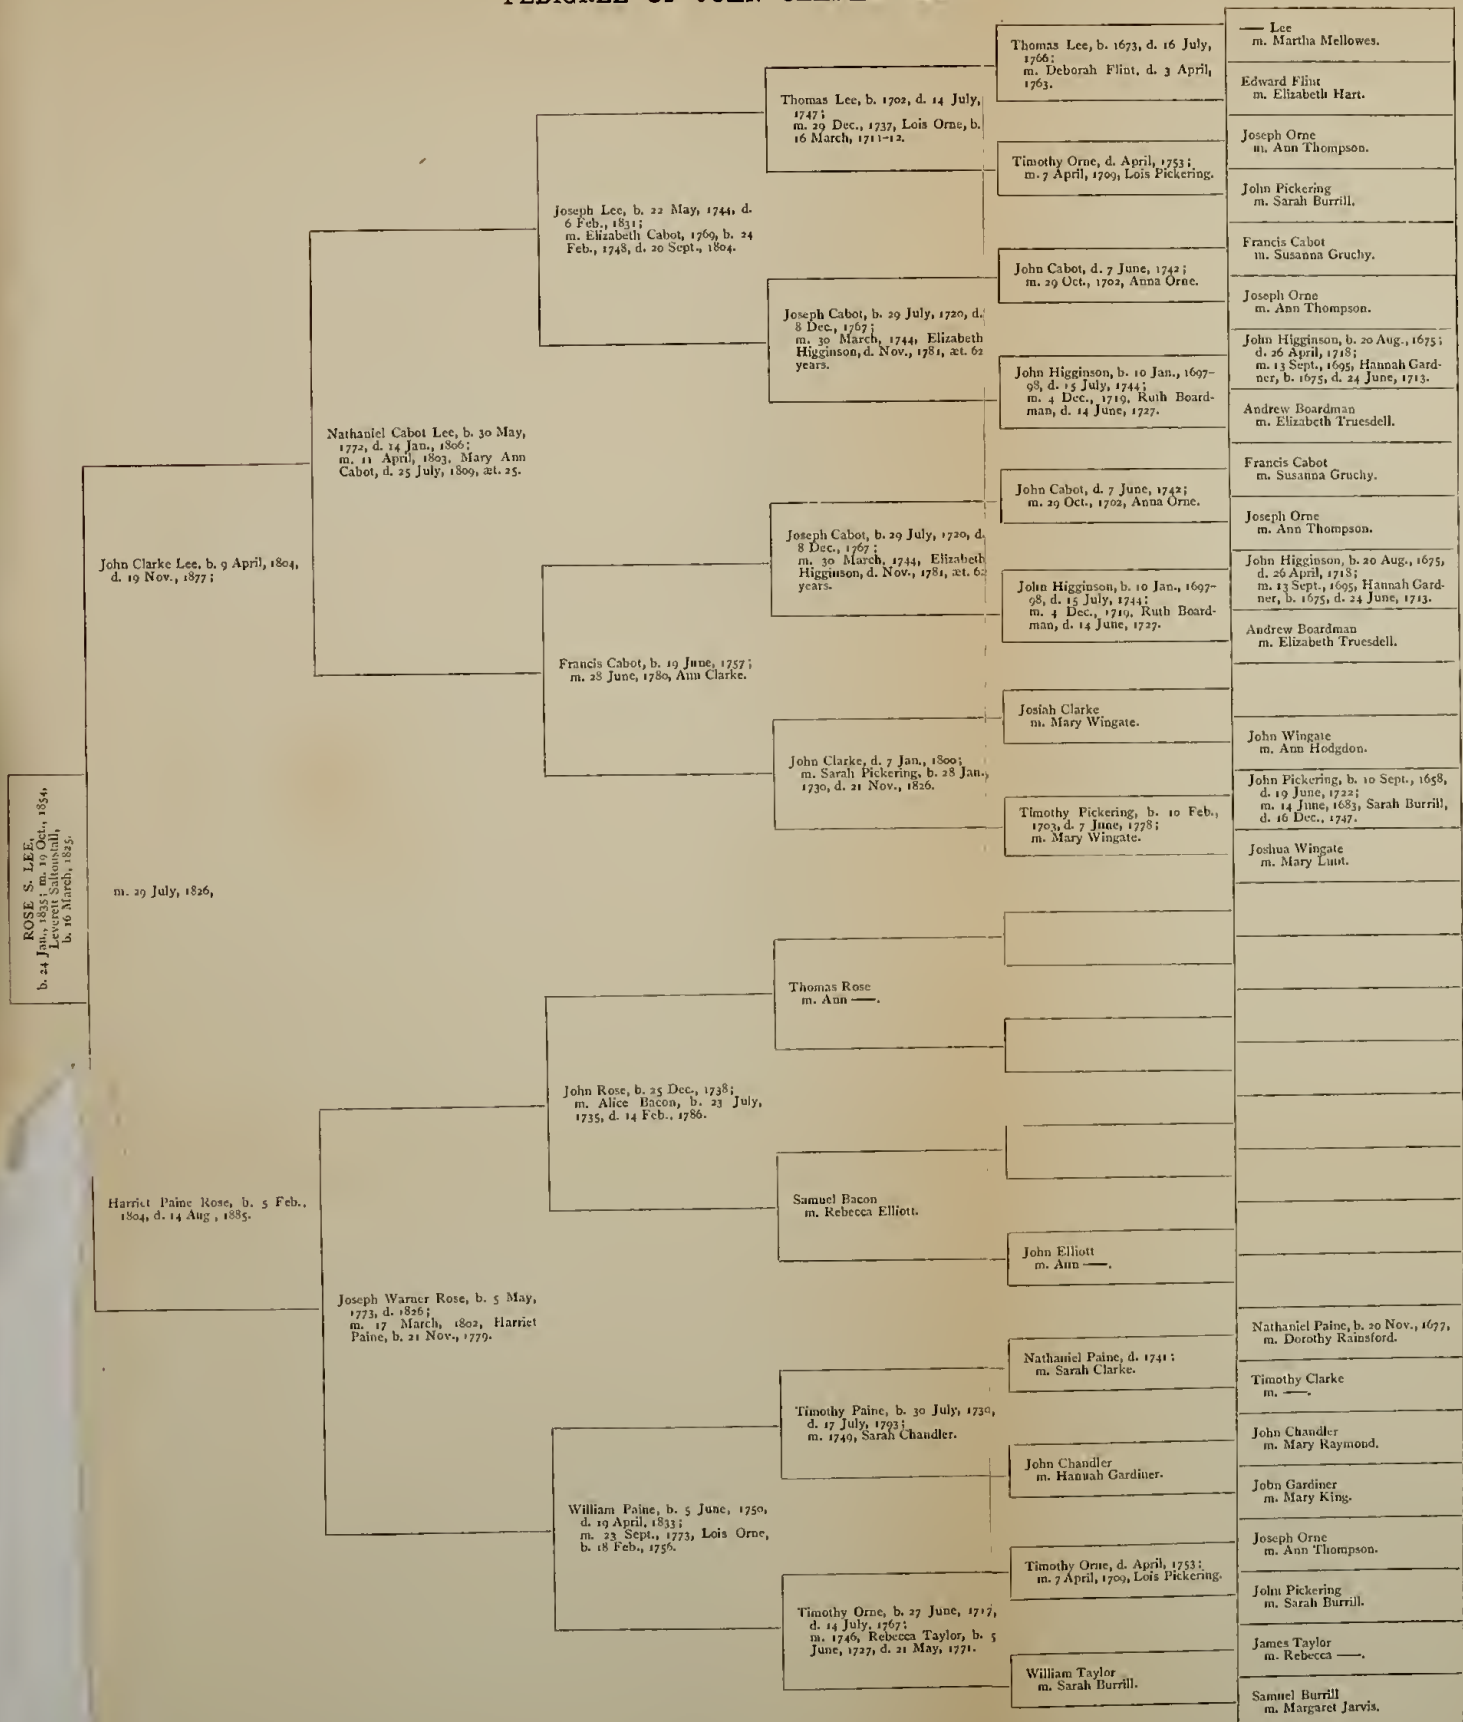 ROSE S. LEE,
b. 24 Jan., 1835; m. 19 Oct., 1854,
Leverett Saltonstall,
b. 16 March, 1825.
John Clarke Lee, b. 9 April, 1804,
d. 19 Nov., 1877;
m. 29 July, 1826,
Harriet Paine Rose, b. 5 Feb.,
1804, d. 14 Aug., 1885.
Nathaniel Cabot Lee, b. 30 May,
1772, d. 14 Jan., 1806;
m. 11 April, 1803, Mary Ann
Cabot, d. 25 July, 1809, æt. 25.
Joseph Warner Rose, b. 5 May,
1773, d. 1826;
m. 17 March, 1802, Harriet
Paine, b. 21 Nov., 1779.
Joseph Lee, b. 22 May, 1744, d.
6 Feb., 1831;
m. Elizabeth Cabot, 1769, b. 24
Feb., 1748, d. 20 Sept., 1804.
Francis Cabot, b. 19 June, 1757;
m. 28 June, 1780, Ann Clarke.
John Rose, b. 25 Dec., 1738;
m. Alice Bacon, b. 23 July,
1735, d. 14 Feb., 1786.
William Paine, b. 5 June, 1750,
d. 19 April, 1833;
m. 23 Sept., 1773, Lois Orne,
b. 18 Feb., 1756.
Thomas Lee, b. 1702, d. 14 July,
1747;
m. 29 Dec., 1737, Lois Orne, b.
16 March, 1711-12.
Joseph Cabot, b. 29 July, 1720, d.
8 Dec., 1767;
m. 30 March, 1744, Elizabeth
Higginson, d. Nov., 1781, æt. 62
years.
Joseph Cabot, b. 29 July, 1720, d.
8 Dec., 1767;
m. 30 March, 1744, Elizabeth
Higginson, d. Nov., 1781, æt. 62
years.
John Clarke, d. 7 Jan., 1800;
m. Sarah Pickering, b. 28 Jan.,
1730, d. 21 Nov., 1826.
Thomas Rose
m. Ann ——.
Samuel Bacon
m. Rebecca Elliott.
Timothy Paine, b. 30 July, 1730,
d. 17 July, 1793;
m. 1749, Sarah Chandler.
Timothy Orne, b. 27 June, 1717,
d. 14 July, 1767;
m. 1746, Rebecca Taylor, b. 5
June, 1727, d. 21 May, 1771.
Thomas Lee, b. 1673, d. 16 July,
1766;
m. Deborah Flint, d. 3 April,
1763.
Timothy Orne, d. April, 1753;
m. 7 April, 1709, Lois Pickering.
John Cabot, d. 7 June, 1742;
m. 29 Oct., 1702, Anna Orne.
John Higginson, b. 10 Jan., 1697-
98, d. 15 July, 1744;
m. 4 Dec., 1719, Ruth Board-
man, d. 14 June, 1727.
John Cabot, d. 7 June, 1742;
m. 29 Oct., 1702, Anna Orne.
John Higginson, b. 10 Jan., 1697-
98, d. 15 July, 1744;
m. 4 Dec., 1719, Ruth Board-
man, d. 14 June, 1727.
Josiah Clarke
m. Mary Wingate.
Timothy Pickering, b. 10 Feb.,
1703, d. 7 June, 1778;
m. Mary Wingate.
John Elliott
m. Ann ——.
Nathaniel Paine, d. 1741;
m. Sarah Clarke.
John Chandler
m. Hannah Gardiner.
Timothy Orne, d. April, 1753;
m. 7 April, 1709, Lois Pickering.
William Taylor
m. Sarah Burrill.
—— Lee
m. Martha Mellowes.
Edward Flint
m. Elizabeth Hart.
Joseph Orne
m. Ann Thompson.
John Pickering
m. Sarah Burrill.
Francis Cabot
m. Susanna Gruchy.
Joseph Orne
m. Ann Thompson.
John Higginson, b. 20 Aug., 1675;
d. 26 April, 1718;
m. 13 Sept., 1695, Hannah Gard-
ner, b. 1675, d. 24 June, 1713.
Andrew Boardman
m. Elizabeth Truesdell.
Francis Cabot
m. Susanna Gruchy.
Joseph Orne
m. Ann Thompson.
John Higginson, b. 20 Aug., 1675,
d. 26 April, 1718;
m. 13 Sept., 1695, Hannah Gard-
ner, b. 1675, d. 24 June, 1713.
Andrew Boardman
m. Elizabeth Truesdell.
John Wingate
m. Ann Hodgdon.
John Pickering, b. 10 Sept., 1658,
d. 19 June, 1722;
m. 14 June, 1683, Sarah Burrill,
d. 16 Dec., 1747.
Joshua Wingate
m. Mary Lunt.
Nathaniel Paine, b. 20 Nov., 1677,
m. Dorothy Rainsford.
Timothy Clarke
m. ——.
John Chandler
m. Mary Raymond.
John Gardiner
m. Mary King.
Joseph Orne
m. Ann Thompson.
John Pickering
m. Sarah Burrill.
James Taylor
m. Rebecca ——.
Samuel Burrill
m. Margaret Jarvis.